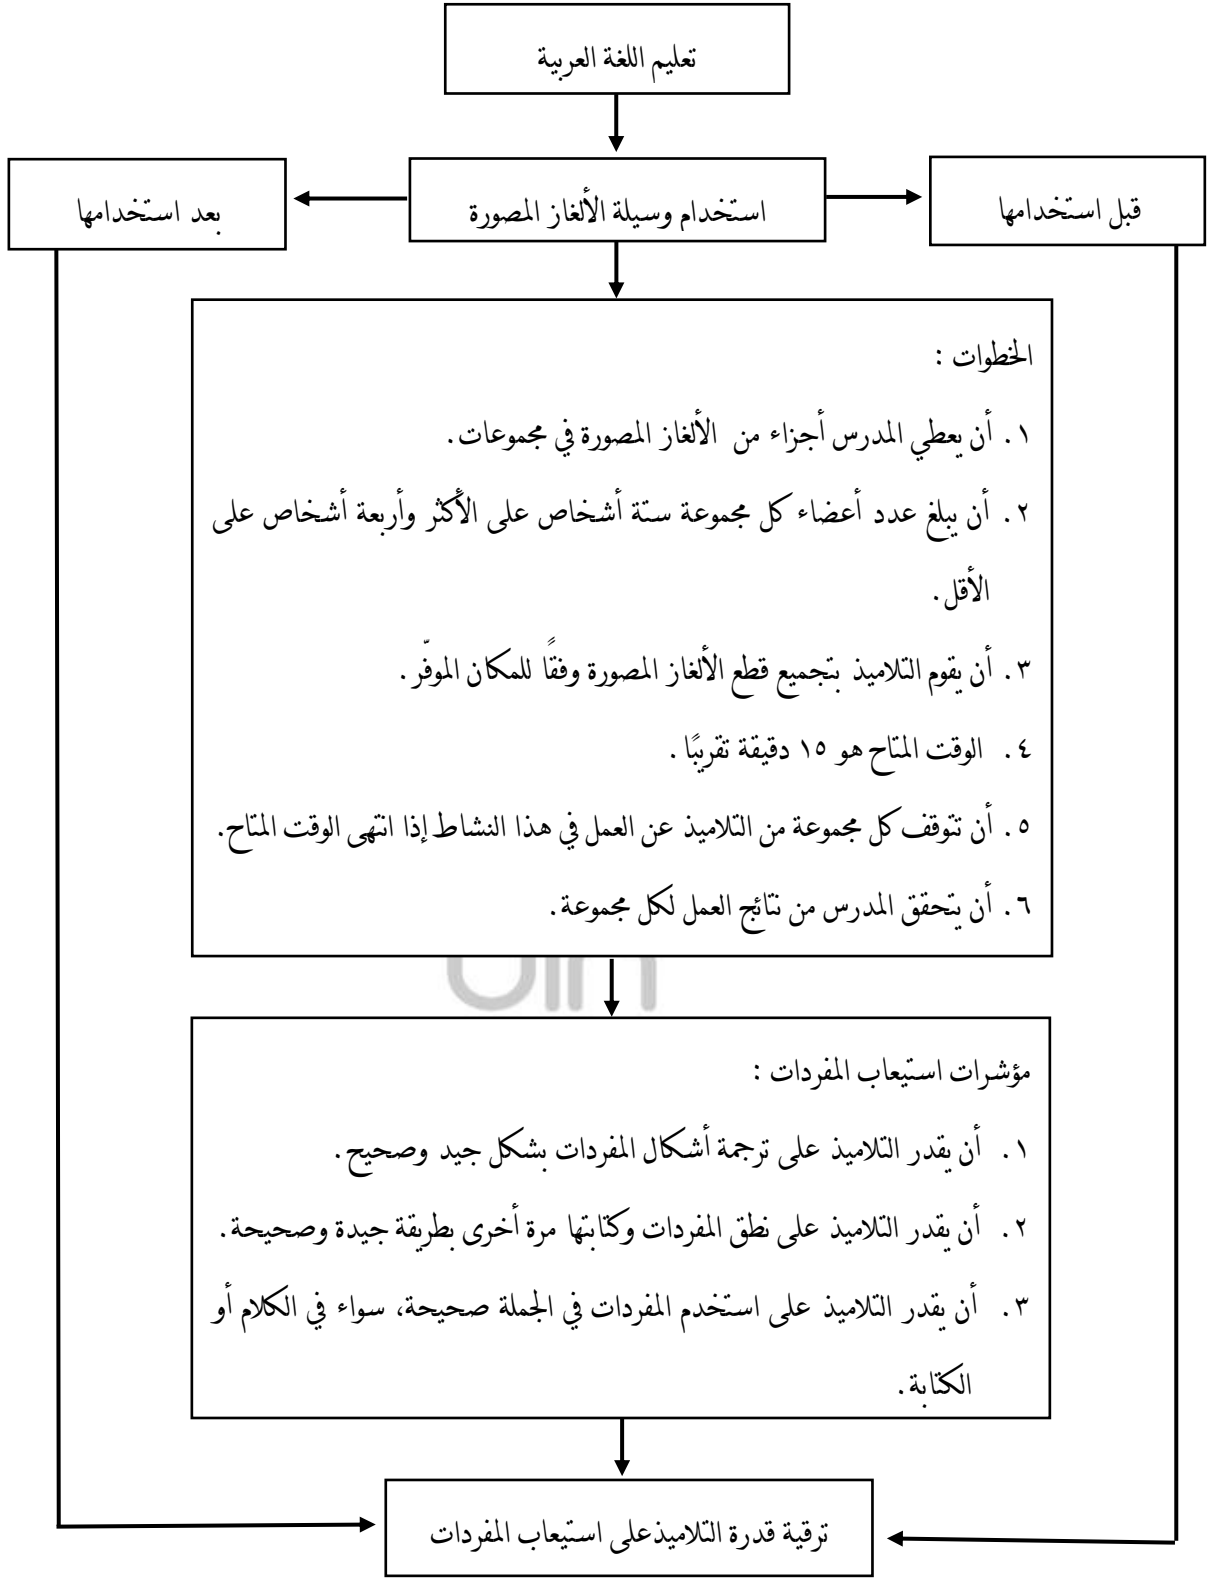 تعليم اللغة العربية
قبل استخدامها
استخدام وسيلة الألغاز المصورة
بعد استخدامها
الخطوات :
١. أن يعطي المدرس أجزاء من الألغاز المصورة في مجموعات.
٢. أن يبلغ عدد أعضاء كل مجموعة ستة أشخاص على الأكثر وأربعة أشخاص على
الأقل.
٣. أن يقوم التلاميذ بتجميع قطع الألغاز المصورة وفقًا للمكان الموفّر.
٤. الوقت المتاح هو ١٥ دقيقة تقريبًا.
٥. أن تتوقف كل مجموعة من التلاميذ عن العمل في هذا النشاط إذا انتهى الوقت المتاح.
٦. أن يتحقق المدرس من نتائج العمل لكل مجموعة.
مؤشرات استيعاب المفردات :
١. أن يقدر التلاميذ على ترجمة أشكال المفردات بشكل جيد وصحيح.
٢. أن يقدر التلاميذ على نطق المفردات وكتابتها مرة أخرى بطريقة جيدة وصحيحة.
٣. أن يقدر التلاميذ على استخدم المفردات في الجملة صحيحة، سواء في الكلام أو
الكتابة.
ترقية قدرة التلاميذ على استيعاب المفردات